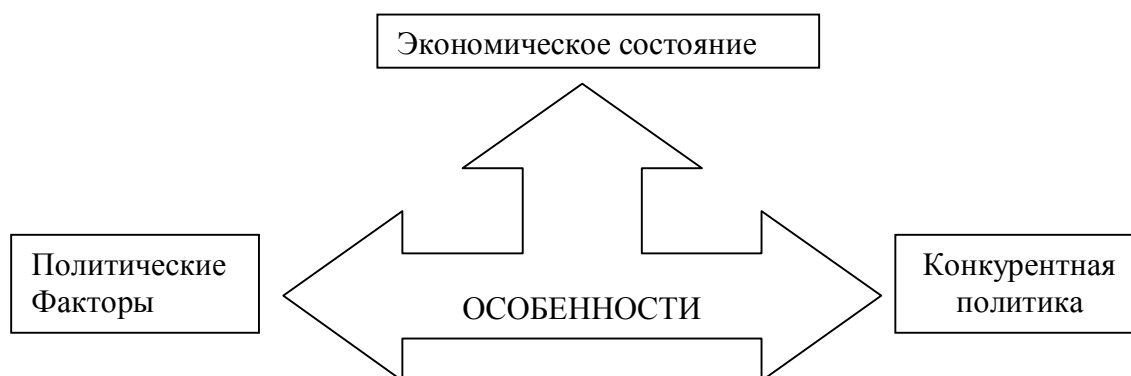 Экономическое состояние
Политические
Факторы
ОСОБЕННОСТИ
Конкурентная
политика